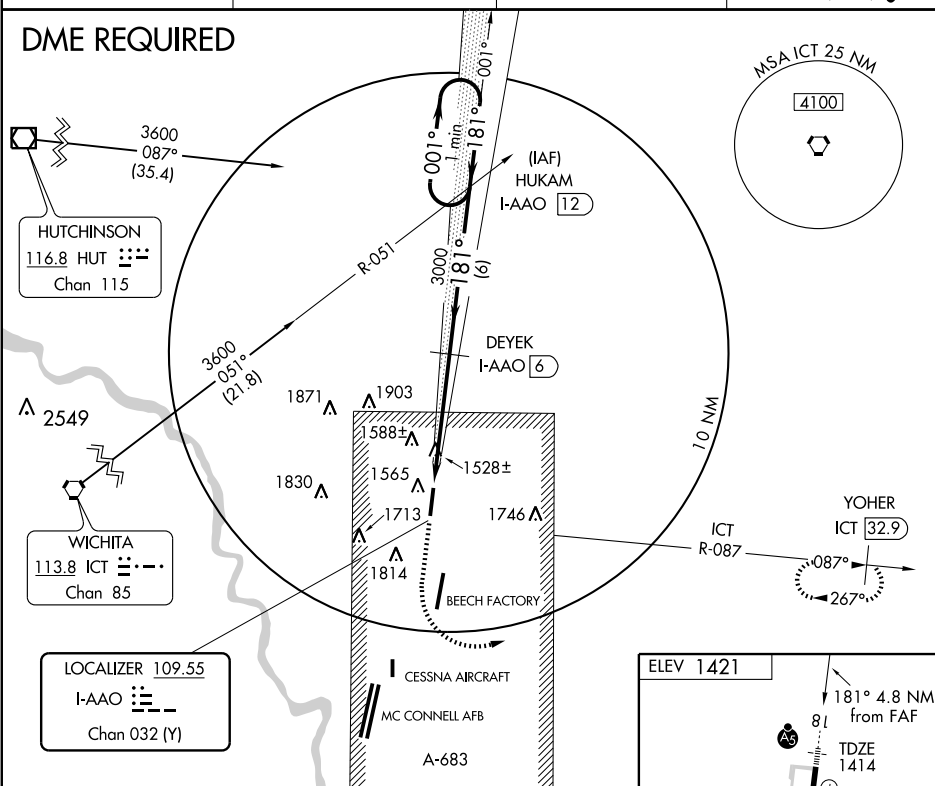 DME REQUIRED
MSA ICT 25 NM
4100
3600
087°
(35.4)
HUTCHINSON
116.8 HUT
Chan 115
001°
001°
1 min
181°
(IAF)
HUKAM
I-AAO 12
R-051
3000
181°
(6)
3600
051°
(21.8)
DEYEK
I-AAO 6
10 NM
2549
1871
1903
1588±
1528±
1565
1830
1713
1746
1814
WICHITA
113.8 ICT
Chan 85
ICT
R-087
YOHER
ICT 32.9
087°
267°
BEECH FACTORY
LOCALIZER 109.55
I-AAO
Chan 032 (Y)
CESSNA AIRCRAFT
MC CONNELL AFB
A-683
ELEV 1421
181° 4.8 NM
from FAF
18
A5
TDZE
1414